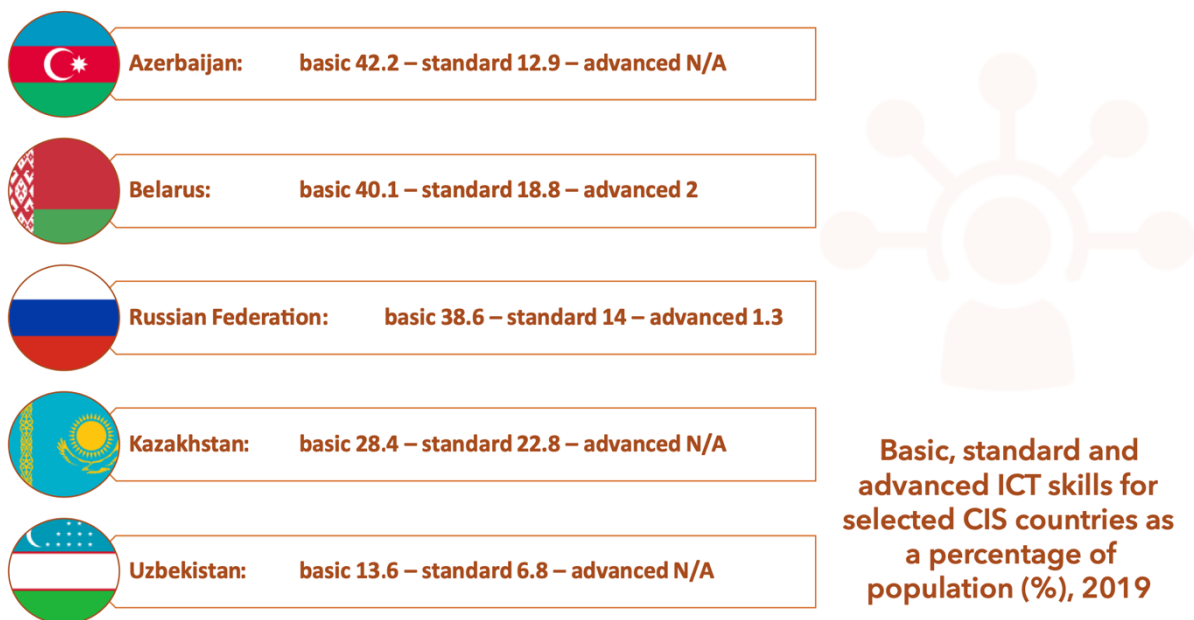 Azerbaijan: basic 42.2 – standard 12.9 – advanced N/A
Belarus: basic 40.1 – standard 18.8 – advanced 2
Russian Federation: basic 38.6 – standard 14 – advanced 1.3
Kazakhstan: basic 28.4 – standard 22.8 – advanced N/A
Uzbekistan: basic 13.6 – standard 6.8 – advanced N/A
Basic, standard and
advanced ICT skills for
selected CIS countries as
a percentage of
population (%), 2019